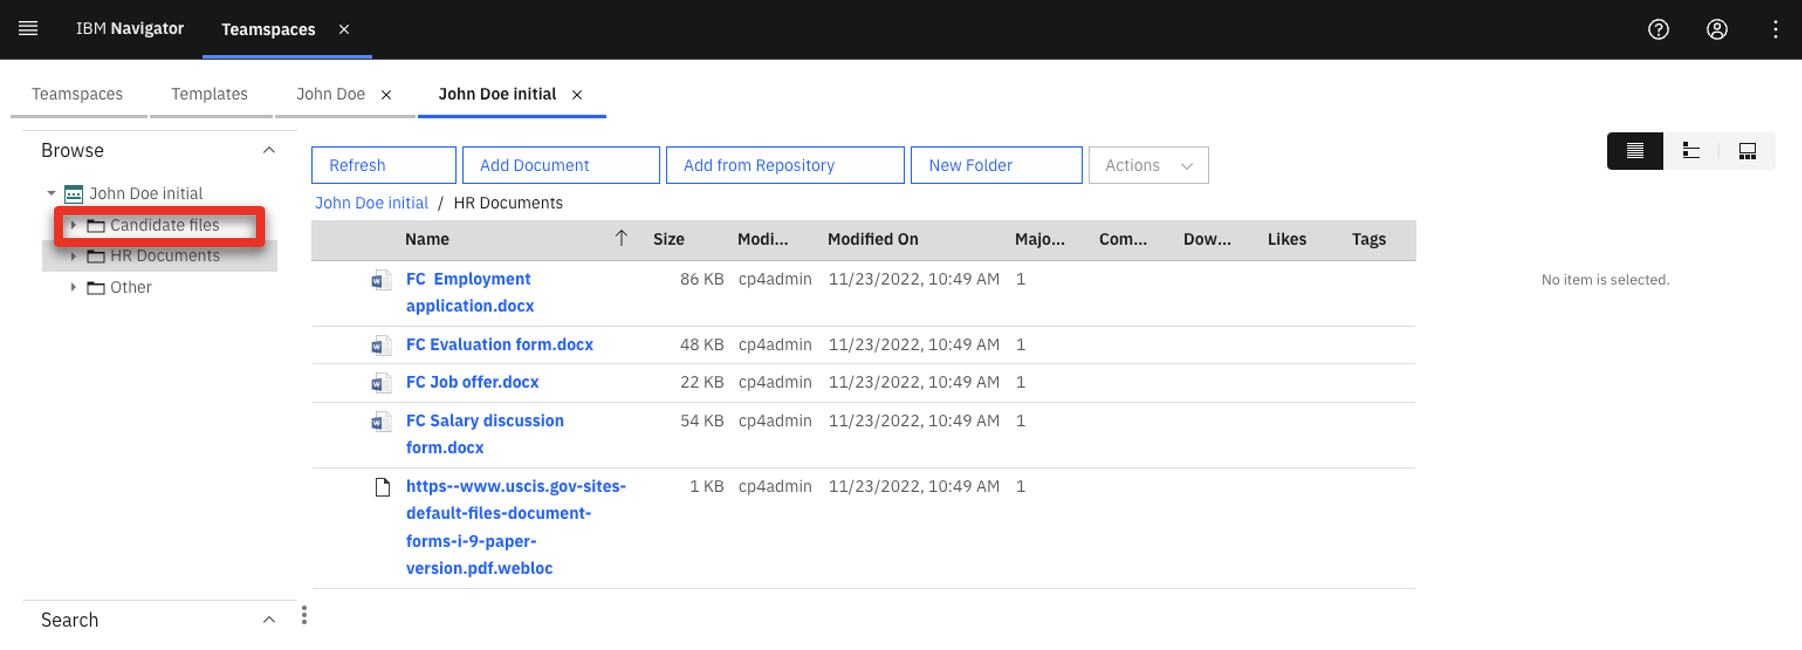 IBM Navigator Teamspaces ×
Teamspaces Templates John Doe × John Doe initial ×
Browse
John Doe initial
Candidate files
HR Documents
Other
Search
Refresh Add Document Add from Repository New Folder Actions
John Doe initial / HR Documents
Name Size Modi... Modified On Majo... Com... Dow... Likes Tags
FC  Employment 86 KB cp4admin 11/23/2022, 10:49 AM 1
application.docx
FC Evaluation form.docx 48 KB cp4admin 11/23/2022, 10:49 AM 1
FC Job offer.docx 22 KB cp4admin 11/23/2022, 10:49 AM 1
FC Salary discussion 54 KB cp4admin 11/23/2022, 10:49 AM 1
form.docx
https--www.uscis.gov-sites- 1 KB cp4admin 11/23/2022, 10:49 AM 1
default-files-document-
forms-i-9-paper-
version.pdf.webloc
No item is selected.